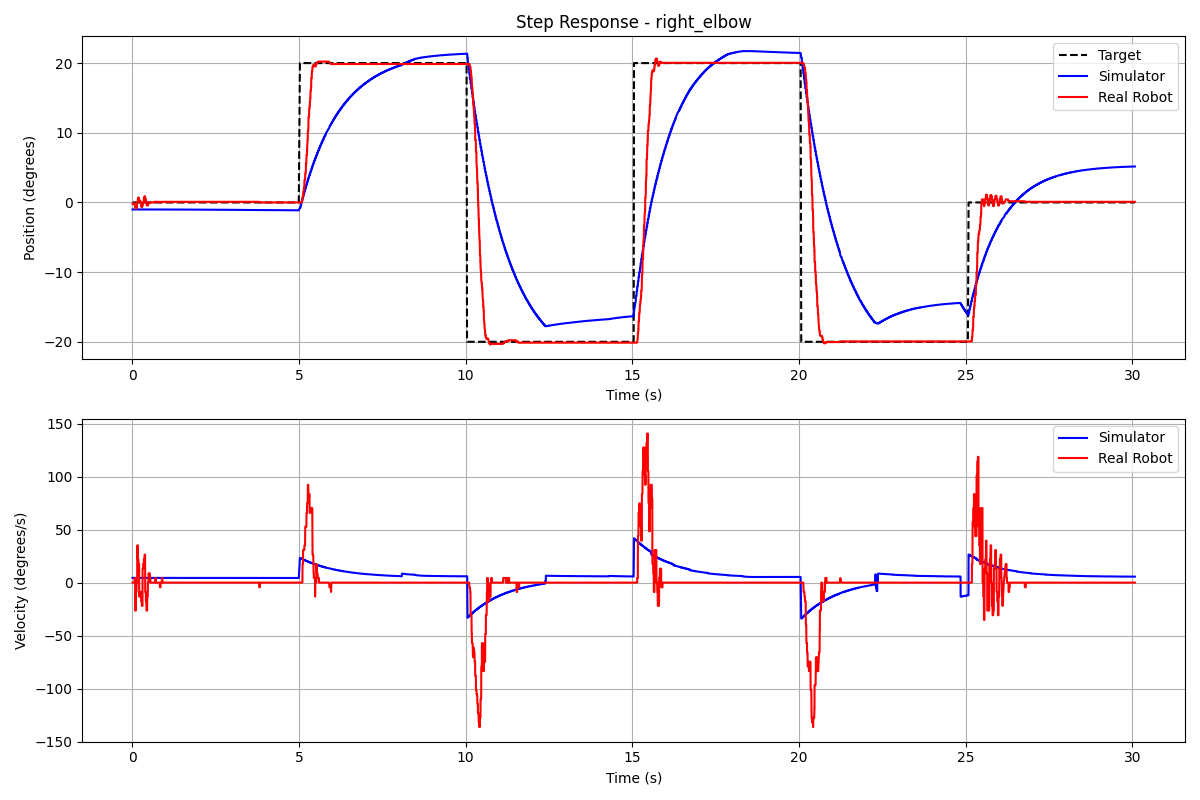 Step Response - right_elbow
Position (degrees)
20
10
0
−10
−20
Target
Simulator
Real Robot
0 5 10 15 20 25 30
Time (s)
Velocity (degrees/s)
150
100
50
0
−50
−100
−150
Simulator
Real Robot
0 5 10 15 20 25 30
Time (s)